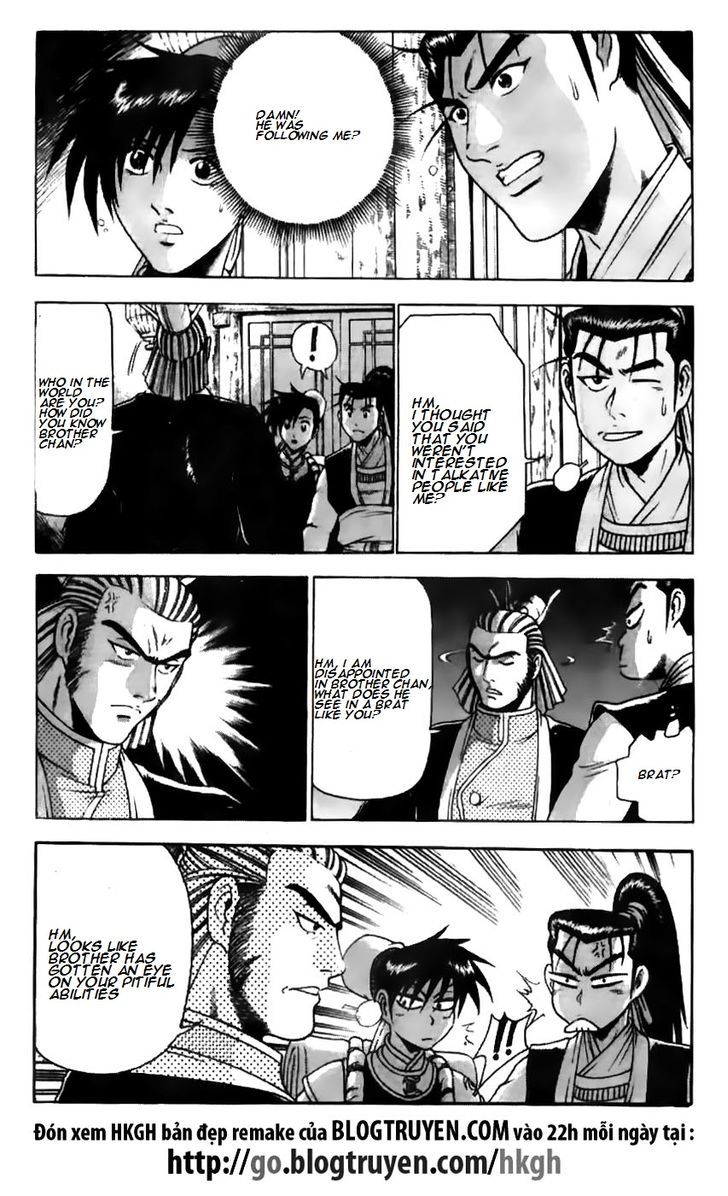 DAMN!
HE WAS
FOLLOWING ME?
WHO IN THE
WORLD
ARE YOU?
HOW DID
YOU KNOW
BROTHER
CHAN?
!
HM,
I THOUGHT
YOU SAID
THAT YOU
WEREN'T
INTERESTED
IN TALKATIVE
PEOPLE LIKE
ME?
HM, I AM
DISAPPOINTED
IN BROTHER CHAN,
WHAT DOES HE
SEE IN A BRAT
LIKE YOU?
BRAT?
HM,
LOOKS LIKE
BROTHER HAS
GOTTEN AN EYE
ON YOUR PITIFUL
ABILITIES
!!
Đón xem HKGH bản đẹp remake của BLOGTRUYEN.COM vào 22h mỗi ngày tại :
http://go.blogtruyen.com/hkgh